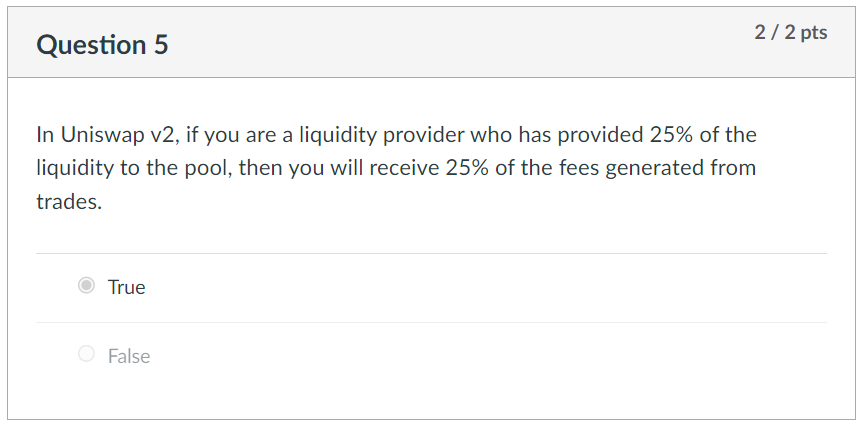 Question 5
2 / 2 pts
In Uniswap v2, if you are a liquidity provider who has provided 25% of the
liquidity to the pool, then you will receive 25% of the fees generated from
trades.
True
False